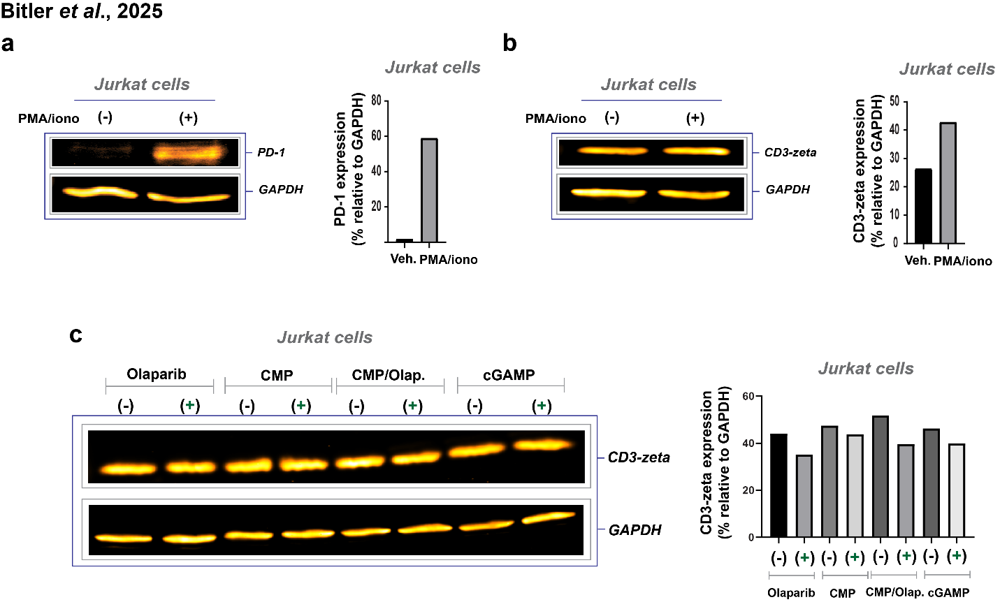 Bitler et al., 2025
a
Jurkat cells
PMA/iono (-) (+)
PD-1
GAPDH
Jurkat cells
PD-1 expression
(% relative to GAPDH)
80
60
40
20
Veh. PMA/iono
b
Jurkat cells
PMA/iono (-) (+)
CD3-zeta
GAPDH
Jurkat cells
CD3-zeta expression
(% relative to GAPDH)
50
40
30
20
10
0
Veh. PMA/iono
c
Jurkat cells
Olaparib CMP CMP/Olap. cGAMP
(-) (+) (-) (+) (-) (+) (-) (+)
CD3-zeta
GAPDH
Jurkat cells
CD3-zeta expression
(% relative to GAPDH)
60
40
20
0
(-) (+) (-) (+) (-) (+) (-) (+)
Olaparib CMP CMP/Olap. cGAMP